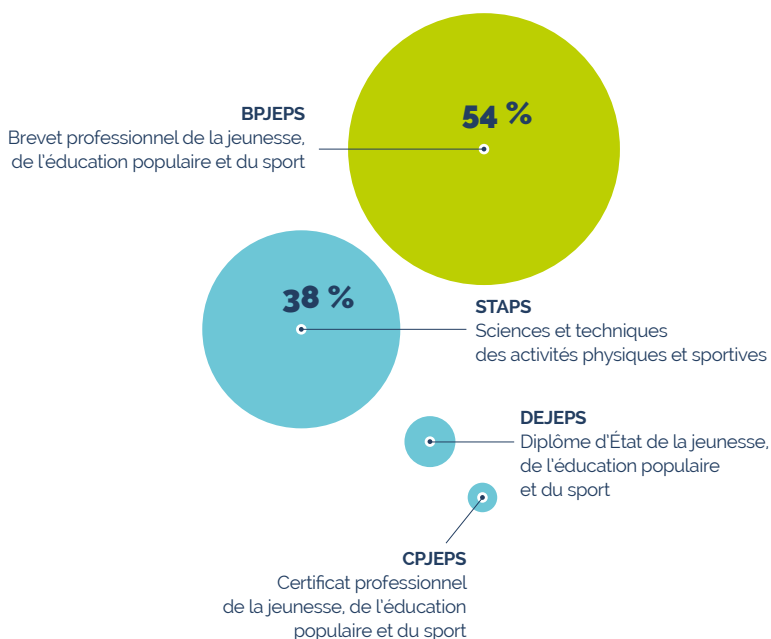 54 %
BPJEPS
Brevet professionnel de la jeunesse,
de l'éducation populaire et du sport
38 %
STAPS
Sciences et techniques
des activités physiques et sportives
DEJEPS
Diplôme d'État de la jeunesse,
de l'éducation populaire
et du sport
CPJEPS
Certificat professionnel
de la jeunesse, de l'éducation
populaire et du sport